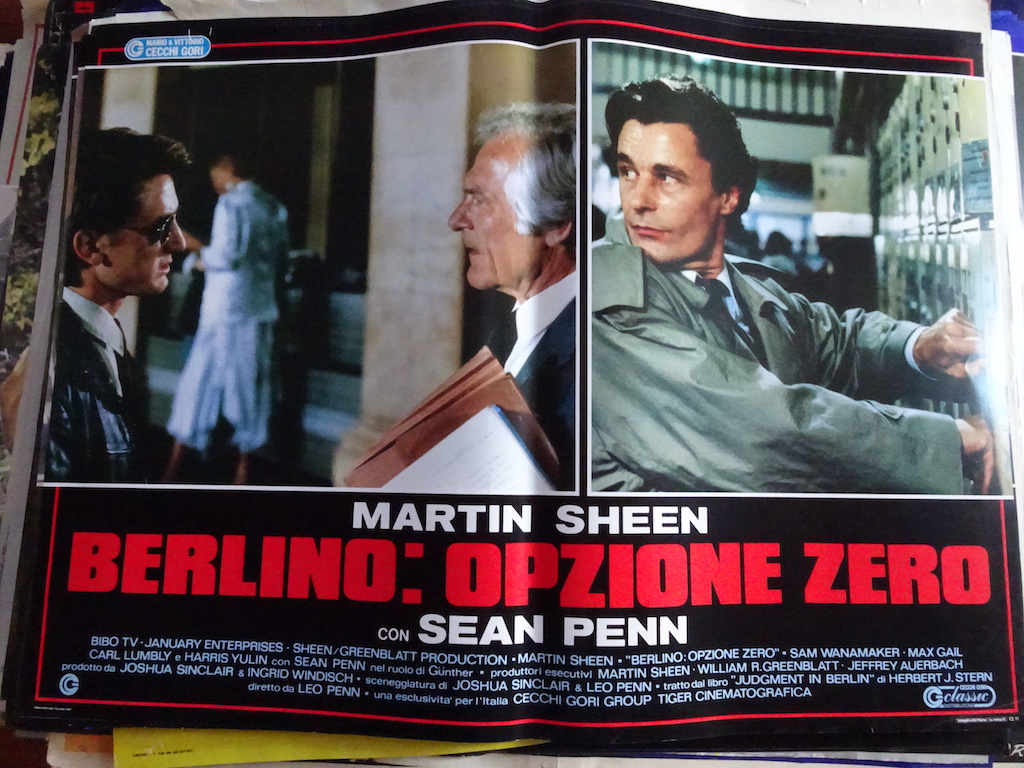 MARIO & VITTORIO
CECCHI GORI
MARTIN SHEEN
BERLINO: OPZIONE ZERO
CON SEAN PENN
BIBO TV - JANUARY ENTERPRISES - SHEEN/GREENBLATT PRODUCTION • MARTIN SHEEN • "BERLINO: OPZIONE ZERO" • SAM WANAMAKER • MAX GAIL
CARL LUMBLY e HARRIS YULIN con SEAN PENN nel ruolo di Günther • produttori esecutivi MARTIN SHEEN • WILLIAM R. GREENBLATT • JEFFREY AUERBACH
prodotto da JOSHUA SINCLAIR & INGRID WINDISCH • sceneggiatura di JOSHUA SINCLAIR & LEO PENN • tratto dal libro "JUDGMENT IN BERLIN" di HERBERT J. STERN
diretto da LEO PENN • una esclusivita' per l'Italia CECCHI GORI GROUP TIGER CINEMATOGRAFICA
CECCHI GORI
classic